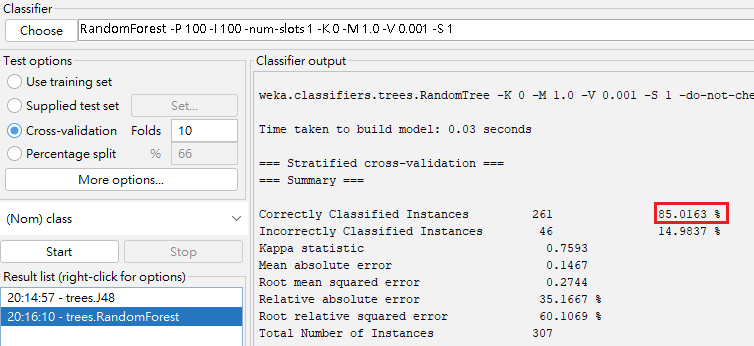 Classifier
Choose RandomForest -P 100 -I 100 -num-slots 1 -K 0 -M 1.0 -V 0.001 -S 1
Test options
Use training set
Supplied test set Set...
Cross-validation Folds 10
Percentage split % 66
More options...
(Nom) class
Start Stop
Result list (right-click for options)
20:14:57 - trees.J48
20:16:10 - trees.RandomForest
Classifier output
weka.classifiers.trees.RandomTree -K 0 -M 1.0 -V 0.001 -S 1 -do-not-che
Time taken to build model: 0.03 seconds
=== Stratified cross-validation ===
=== Summary ===
Correctly Classified Instances 261 85.0163 %
Incorrectly Classified Instances 46 14.9837 %
Kappa statistic 0.7593
Mean absolute error 0.1467
Root mean squared error 0.2744
Relative absolute error 35.1667 %
Root relative squared error 60.1069 %
Total Number of Instances 307